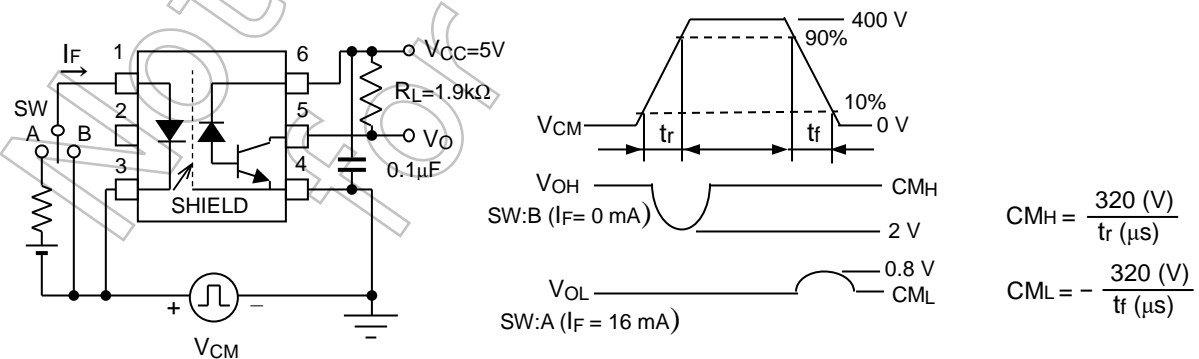 IF
1
6
VCC=5V
RL=1.9kΩ
SW
A
B
2
5
VO
3
4
0.1μF
SHIELD
+
−
VCM
400 V
90%
10%
VCM
tr
tf
0 V
VOH
CMH
SW:B (IF= 0 mA)
2 V
0.8 V
VOL
CML
SW:A (IF = 16 mA)
CMH = 320 (V) / tr (μs)
CML = − 320 (V) / tf (μs)
for